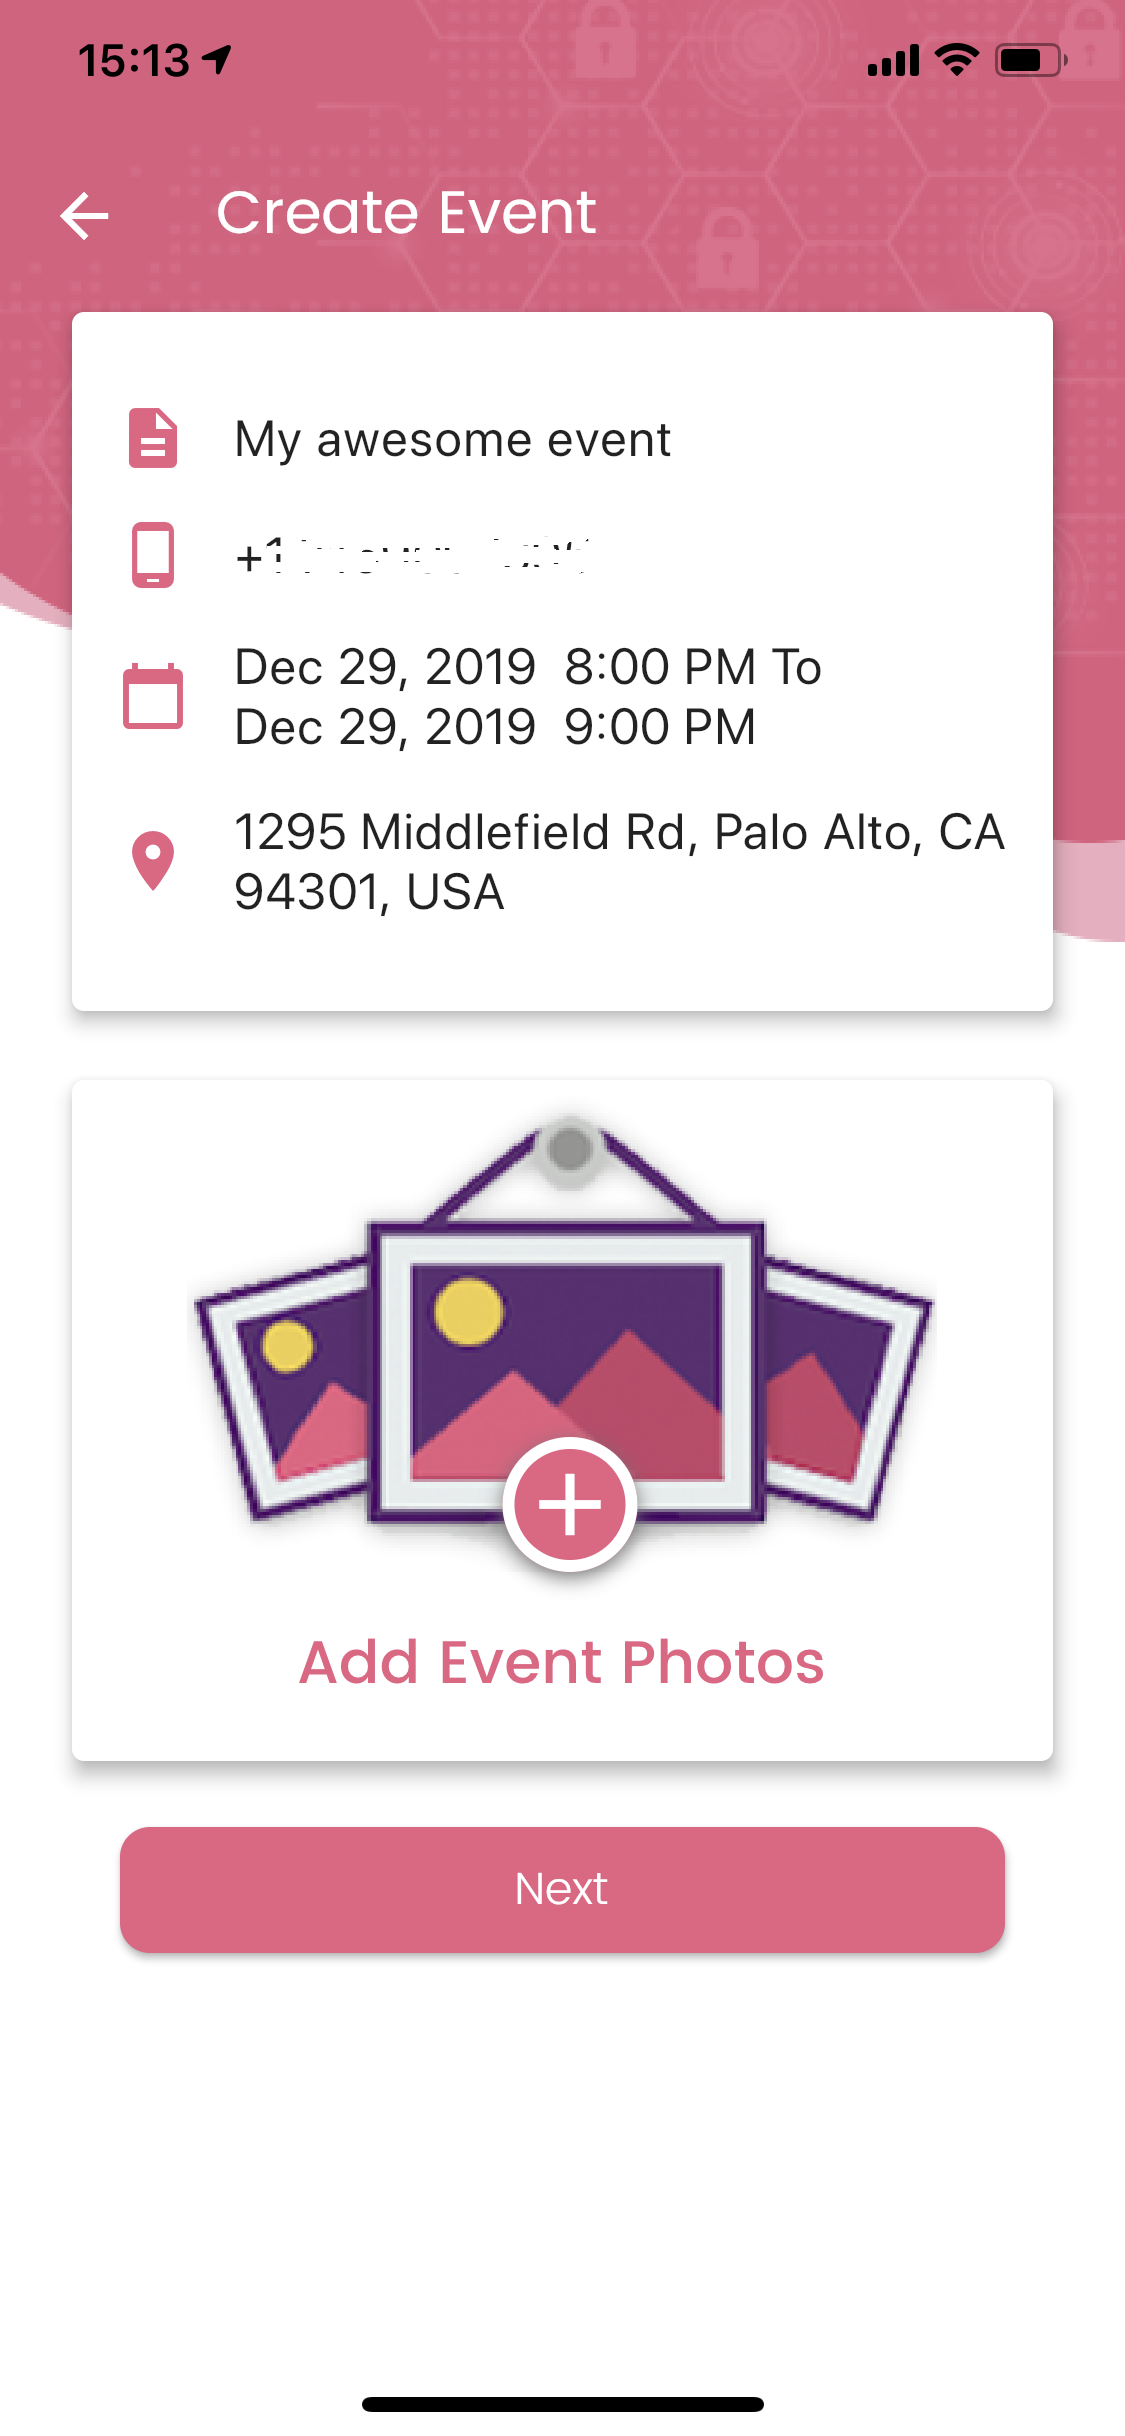 15:13
Create Event
My awesome event
+1
Dec 29, 2019  8:00 PM To
Dec 29, 2019  9:00 PM
1295 Middlefield Rd, Palo Alto, CA
94301, USA
Add Event Photos
Next